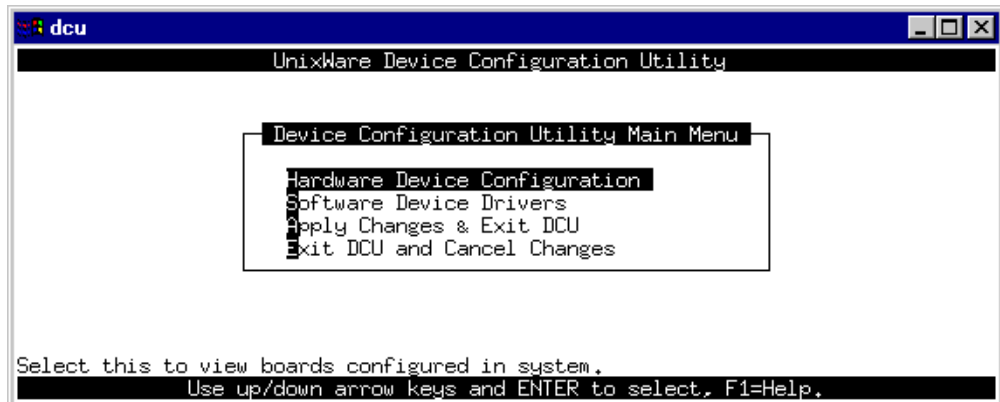 dcu
UnixWare Device Configuration Utility
Device Configuration Utility Main Menu
Hardware Device Configuration
Software Device Drivers
Apply Changes & Exit DCU
Exit DCU and Cancel Changes
Select this to view boards configured in system.
Use up/down arrow keys and ENTER to select, F1=Help.